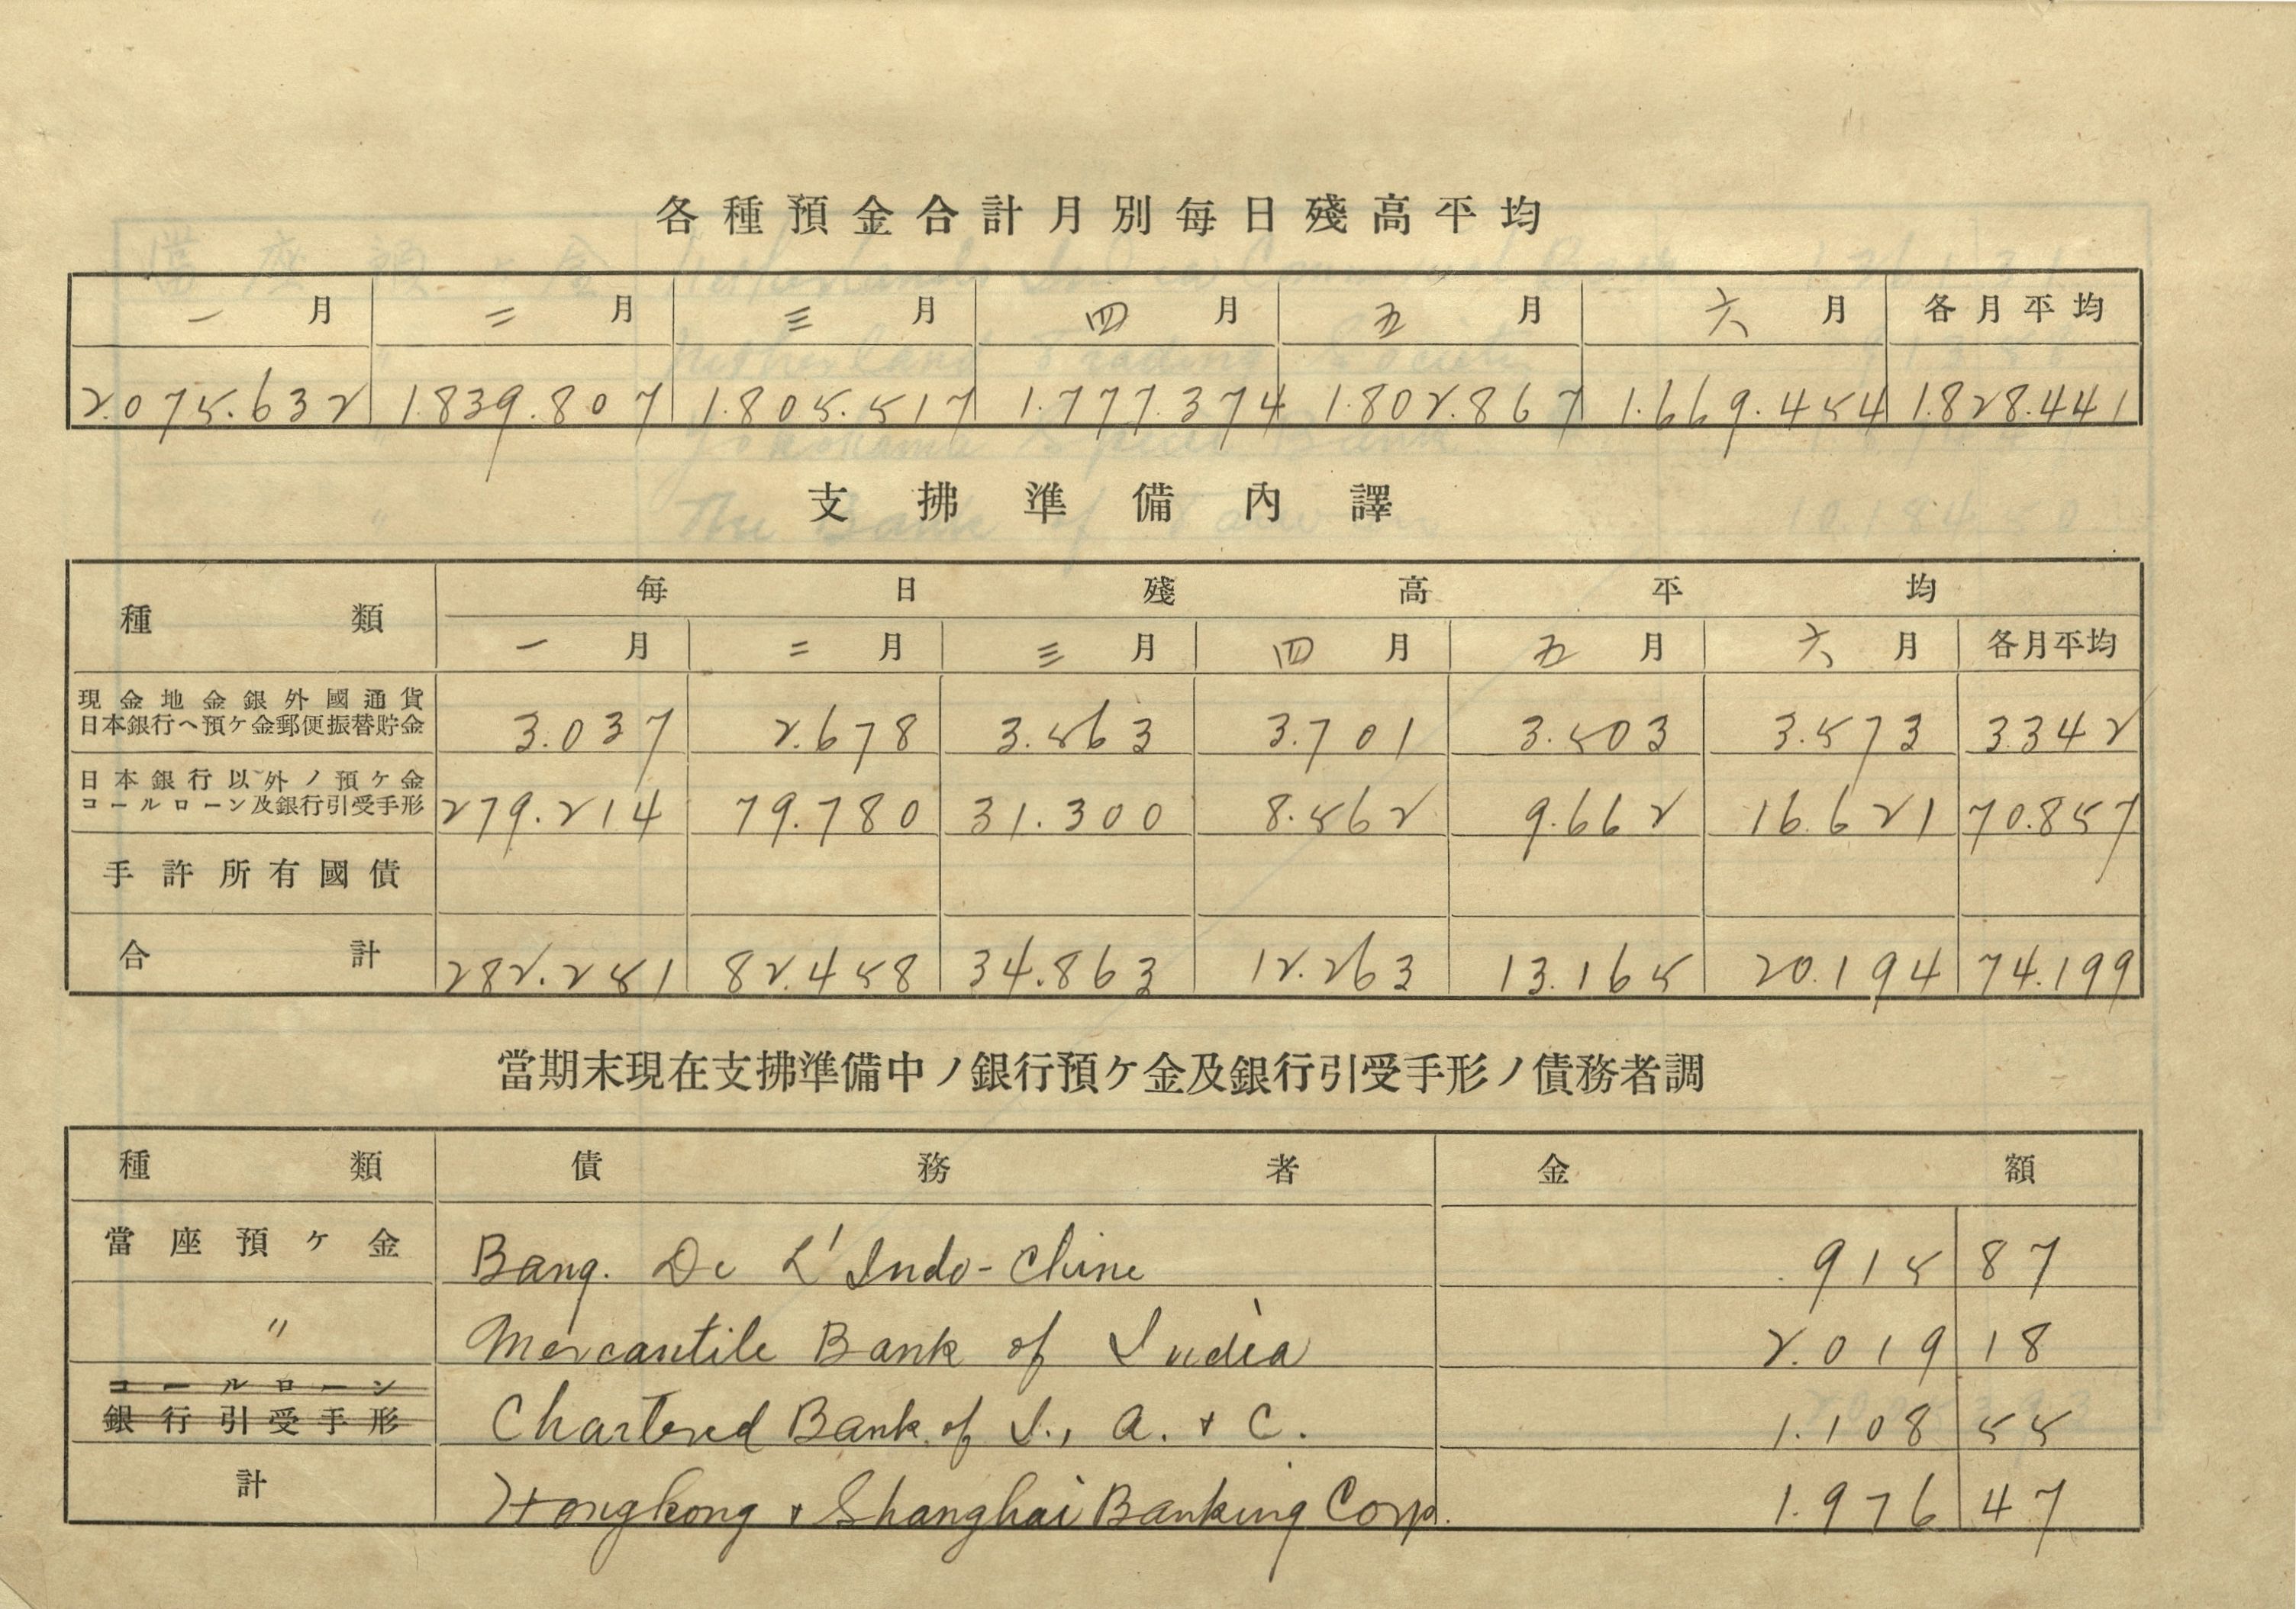 各種預金合計月別每日殘高平均
一月 二月 三月 四月 五月 六月 各月平均
2.075.632 1.839.807 1.805.517 1.777.374 1.802.867 1.669.454 1.828.441
支拂準備內譯
種類 每日殘高平均
一月 二月 三月 四月 五月 六月 各月平均
現金地金銀外國通貨
日本銀行ヘ預ケ金郵便振替貯金 3.037 2.678 3.563 3.701 3.503 3.573 3.342
日本銀行以外ノ預ケ金
コールローン及銀行引受手形 279.214 79.780 31.300 8.562 9.662 16.621 70.857
手許所有國債
合計 282.251 82.458 34.863 12.263 13.165 20.194 74.199
當期末現在支拂準備中ノ銀行預ケ金及銀行引受手形ノ債務者調
種類 債務者 金額
當座預ケ金 Banq. De L'Indo-Chine 915 87
〃 Mercantile Bank of India 2.019 18
コールローン
銀行引受手形 Chartered Bank of I., A. & C. 1.108 55
計 Hongkong & Shanghai Banking Corp. 1.976 47